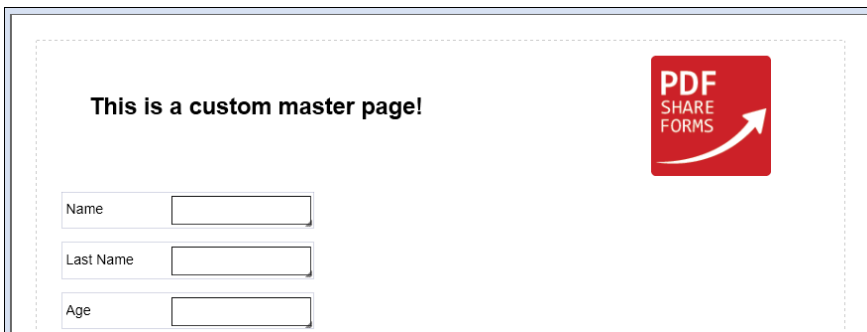 This is a custom master page!
PDF
SHARE
FORMS
Name
Last Name
Age